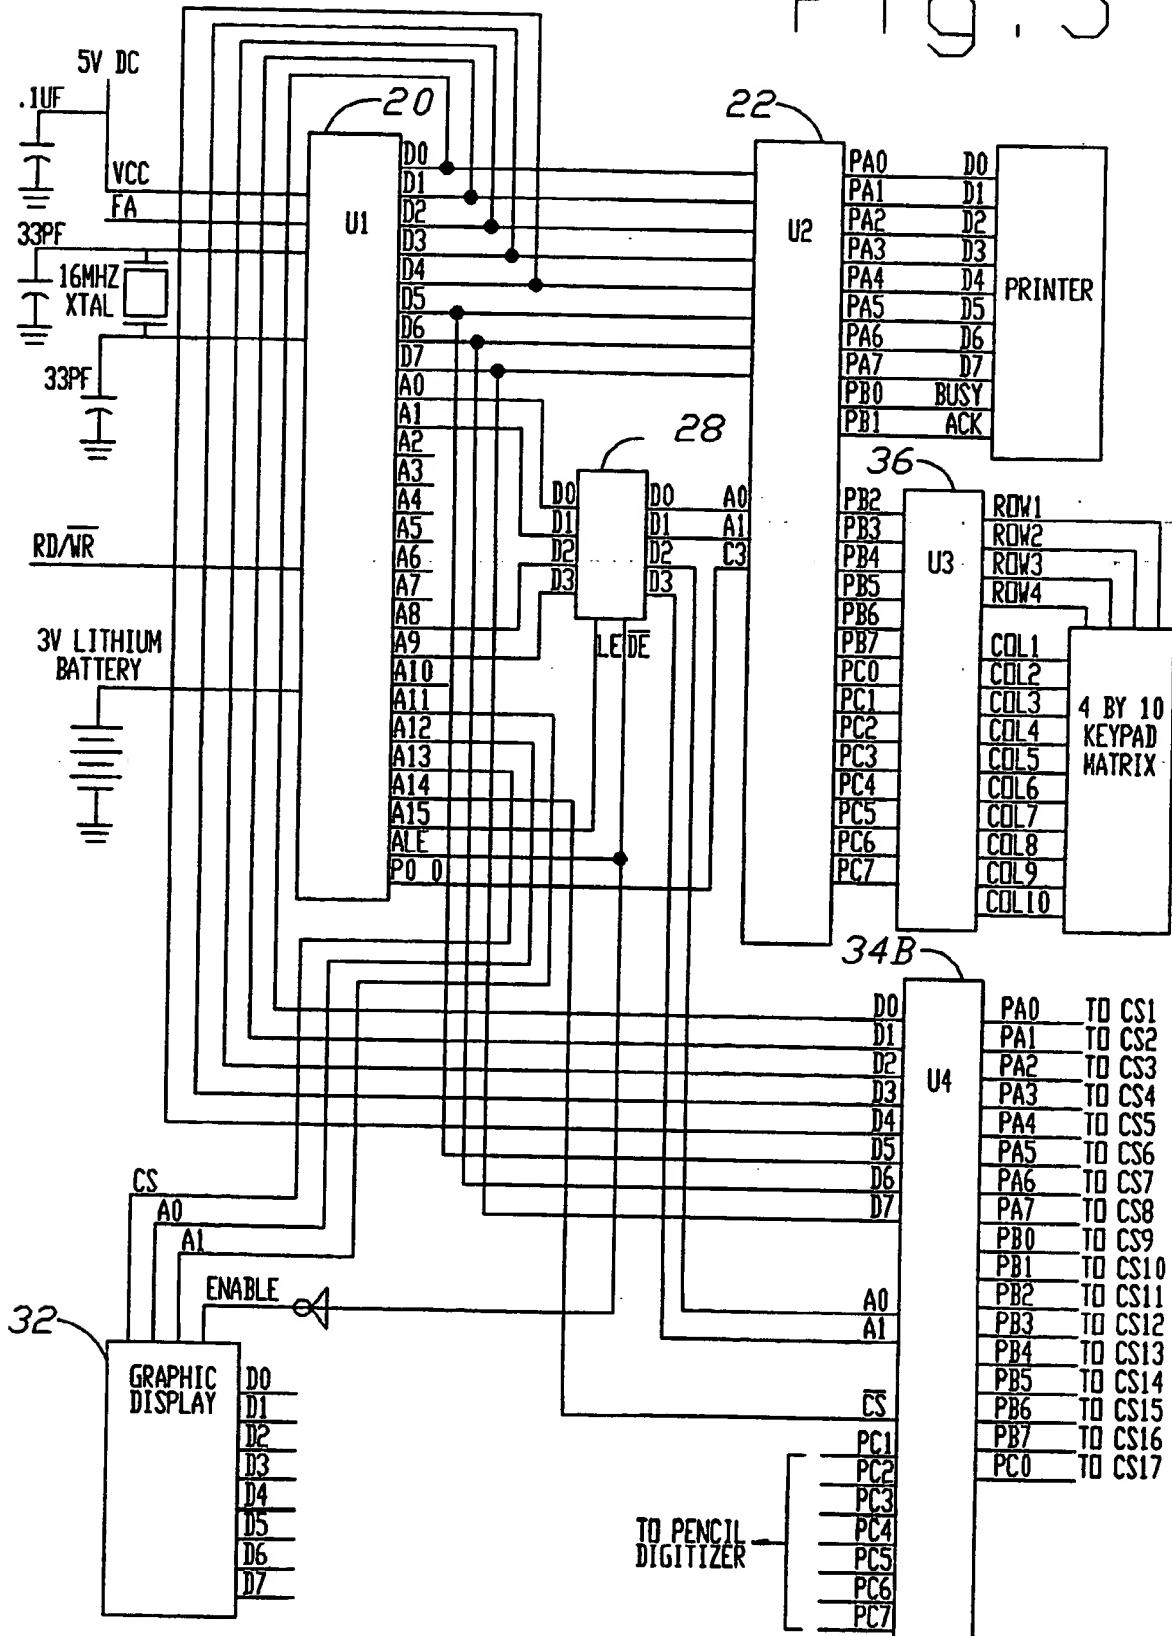 Fig. 3
5V DC
.1UF
VCC
FA
33PF
16MHZ
XTAL
33PF
RD/W̅R̅
3V LITHIUM
BATTERY
20
U1
D0
D1
D2
D3
D4
D5
D6
D7
A0
A1
A2
A3
A4
A5
A6
A7
A8
A9
A10
A11
A12
A13
A14
A15
ALE
P0 0
28
D0
D1
D2
D3
D0
D1
D2
D3
LE D̅E̅
22
U2
A0
A1
C3
PA0
PA1
PA2
PA3
PA4
PA5
PA6
PA7
PB0
PB1
D0
D1
D2
D3
D4
D5
D6
D7
BUSY
ACK
PRINTER
PB2
PB3
PB4
PB5
PB6
PB7
PC0
PC1
PC2
PC3
PC4
PC5
PC6
PC7
36
U3
ROW1
ROW2
ROW3
ROW4
COL1
COL2
COL3
COL4
COL5
COL6
COL7
COL8
COL9
COL10
4 BY 10
KEYPAD
MATRIX
34B
U4
D0
D1
D2
D3
D4
D5
D6
D7
A0
A1
C̅S̅
PC1
PC2
PC3
PC4
PC5
PC6
PC7
TO PENCIL
DIGITIZER
PA0 TO CS1
PA1 TO CS2
PA2 TO CS3
PA3 TO CS4
PA4 TO CS5
PA5 TO CS6
PA6 TO CS7
PA7 TO CS8
PB0 TO CS9
PB1 TO CS10
PB2 TO CS11
PB3 TO CS12
PB4 TO CS13
PB5 TO CS14
PB6 TO CS15
PB7 TO CS16
PC0 TO CS17
CS
A0
A1
ENABLE
32
GRAPHIC
DISPLAY
D0
D1
D2
D3
D4
D5
D6
D7